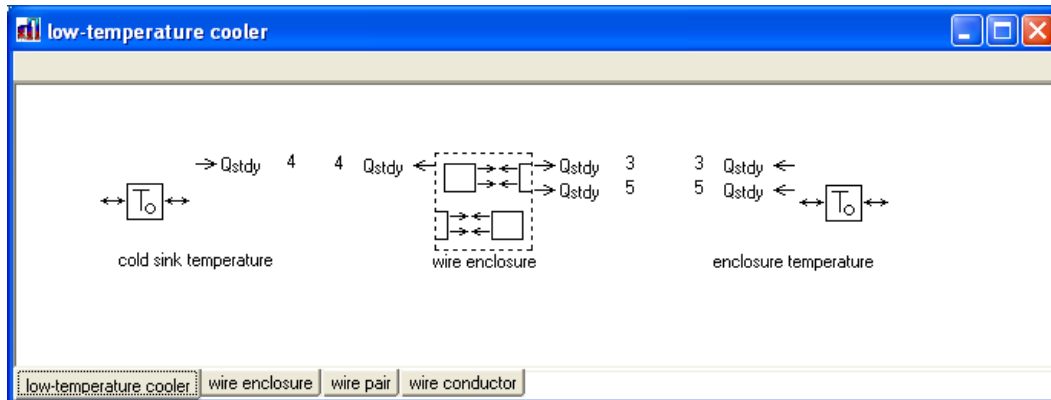 low-temperature cooler
Qstdy 4 4 Qstdy Qstdy 3 3 Qstdy
Qstdy 5 5 Qstdy
To To
cold sink temperature wire enclosure enclosure temperature
low-temperature cooler wire enclosure wire pair wire conductor